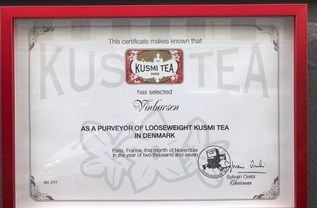 This certificate makes known that
KUSMI TEA
KUSMI TEA
PARIS
has selected
Vinbørsen
AS A PURVEYOR OF LOOSEWEIGHT KUSMI TEA
IN DENMARK
Paris, France, this month of November
in the year of two thousand and seven
Sylvain Orebi
Chairman